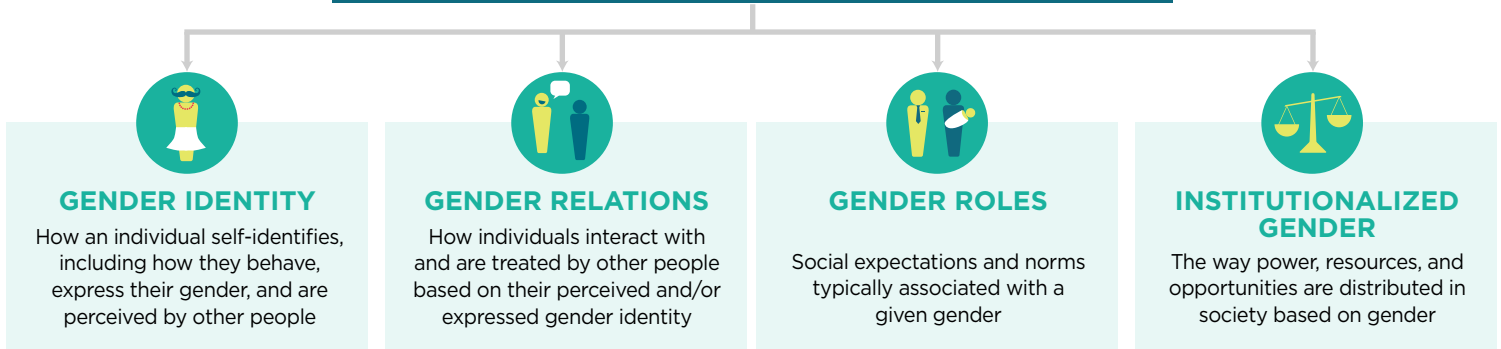 GENDER IDENTITY
How an individual self-identifies,
including how they behave,
express their gender, and are
perceived by other people
GENDER RELATIONS
How individuals interact with
and are treated by other people
based on their perceived and/or
expressed gender identity
GENDER ROLES
Social expectations and norms
typically associated with a
given gender
INSTITUTIONALIZED
GENDER
The way power, resources, and
opportunities are distributed in
society based on gender